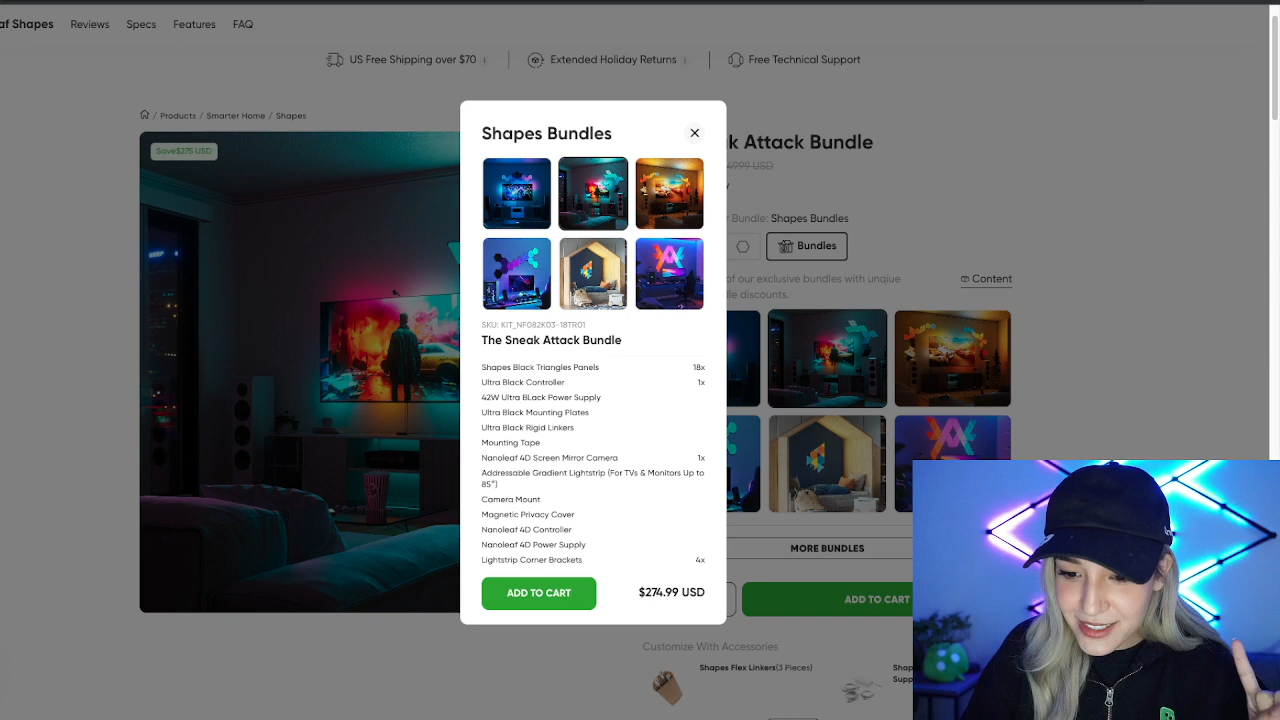 af Shapes Reviews Specs Features FAQ
US Free Shipping over $70 Extended Holiday Returns Free Technical Support
/ Products / Smarter Home / Shapes
Save$275 USD
k Attack Bundle
49.99 USD
y
r Bundle: Shapes Bundles
Bundles
of our exclusive bundles with unqiue
le discounts.
Content
MORE BUNDLES
ADD TO CART
Customize With Accessories
Shapes Flex Linkers(3 Pieces)
Shap
Supp
Shapes Bundles
SKU: KIT_NF082K03-18TR01
The Sneak Attack Bundle
Shapes Black Triangles Panels 18x
Ultra Black Controller 1x
42W Ultra BLack Power Supply
Ultra Black Mounting Plates
Ultra Black Rigid Linkers
Mounting Tape
Nanoleaf 4D Screen Mirror Camera 1x
Addressable Gradient Lightstrip (For TVs & Monitors Up to
85")
Camera Mount
Magnetic Privacy Cover
Nanoleaf 4D Controller
Nanoleaf 4D Power Supply
Lightstrip Corner Brackets 4x
ADD TO CART $274.99 USD